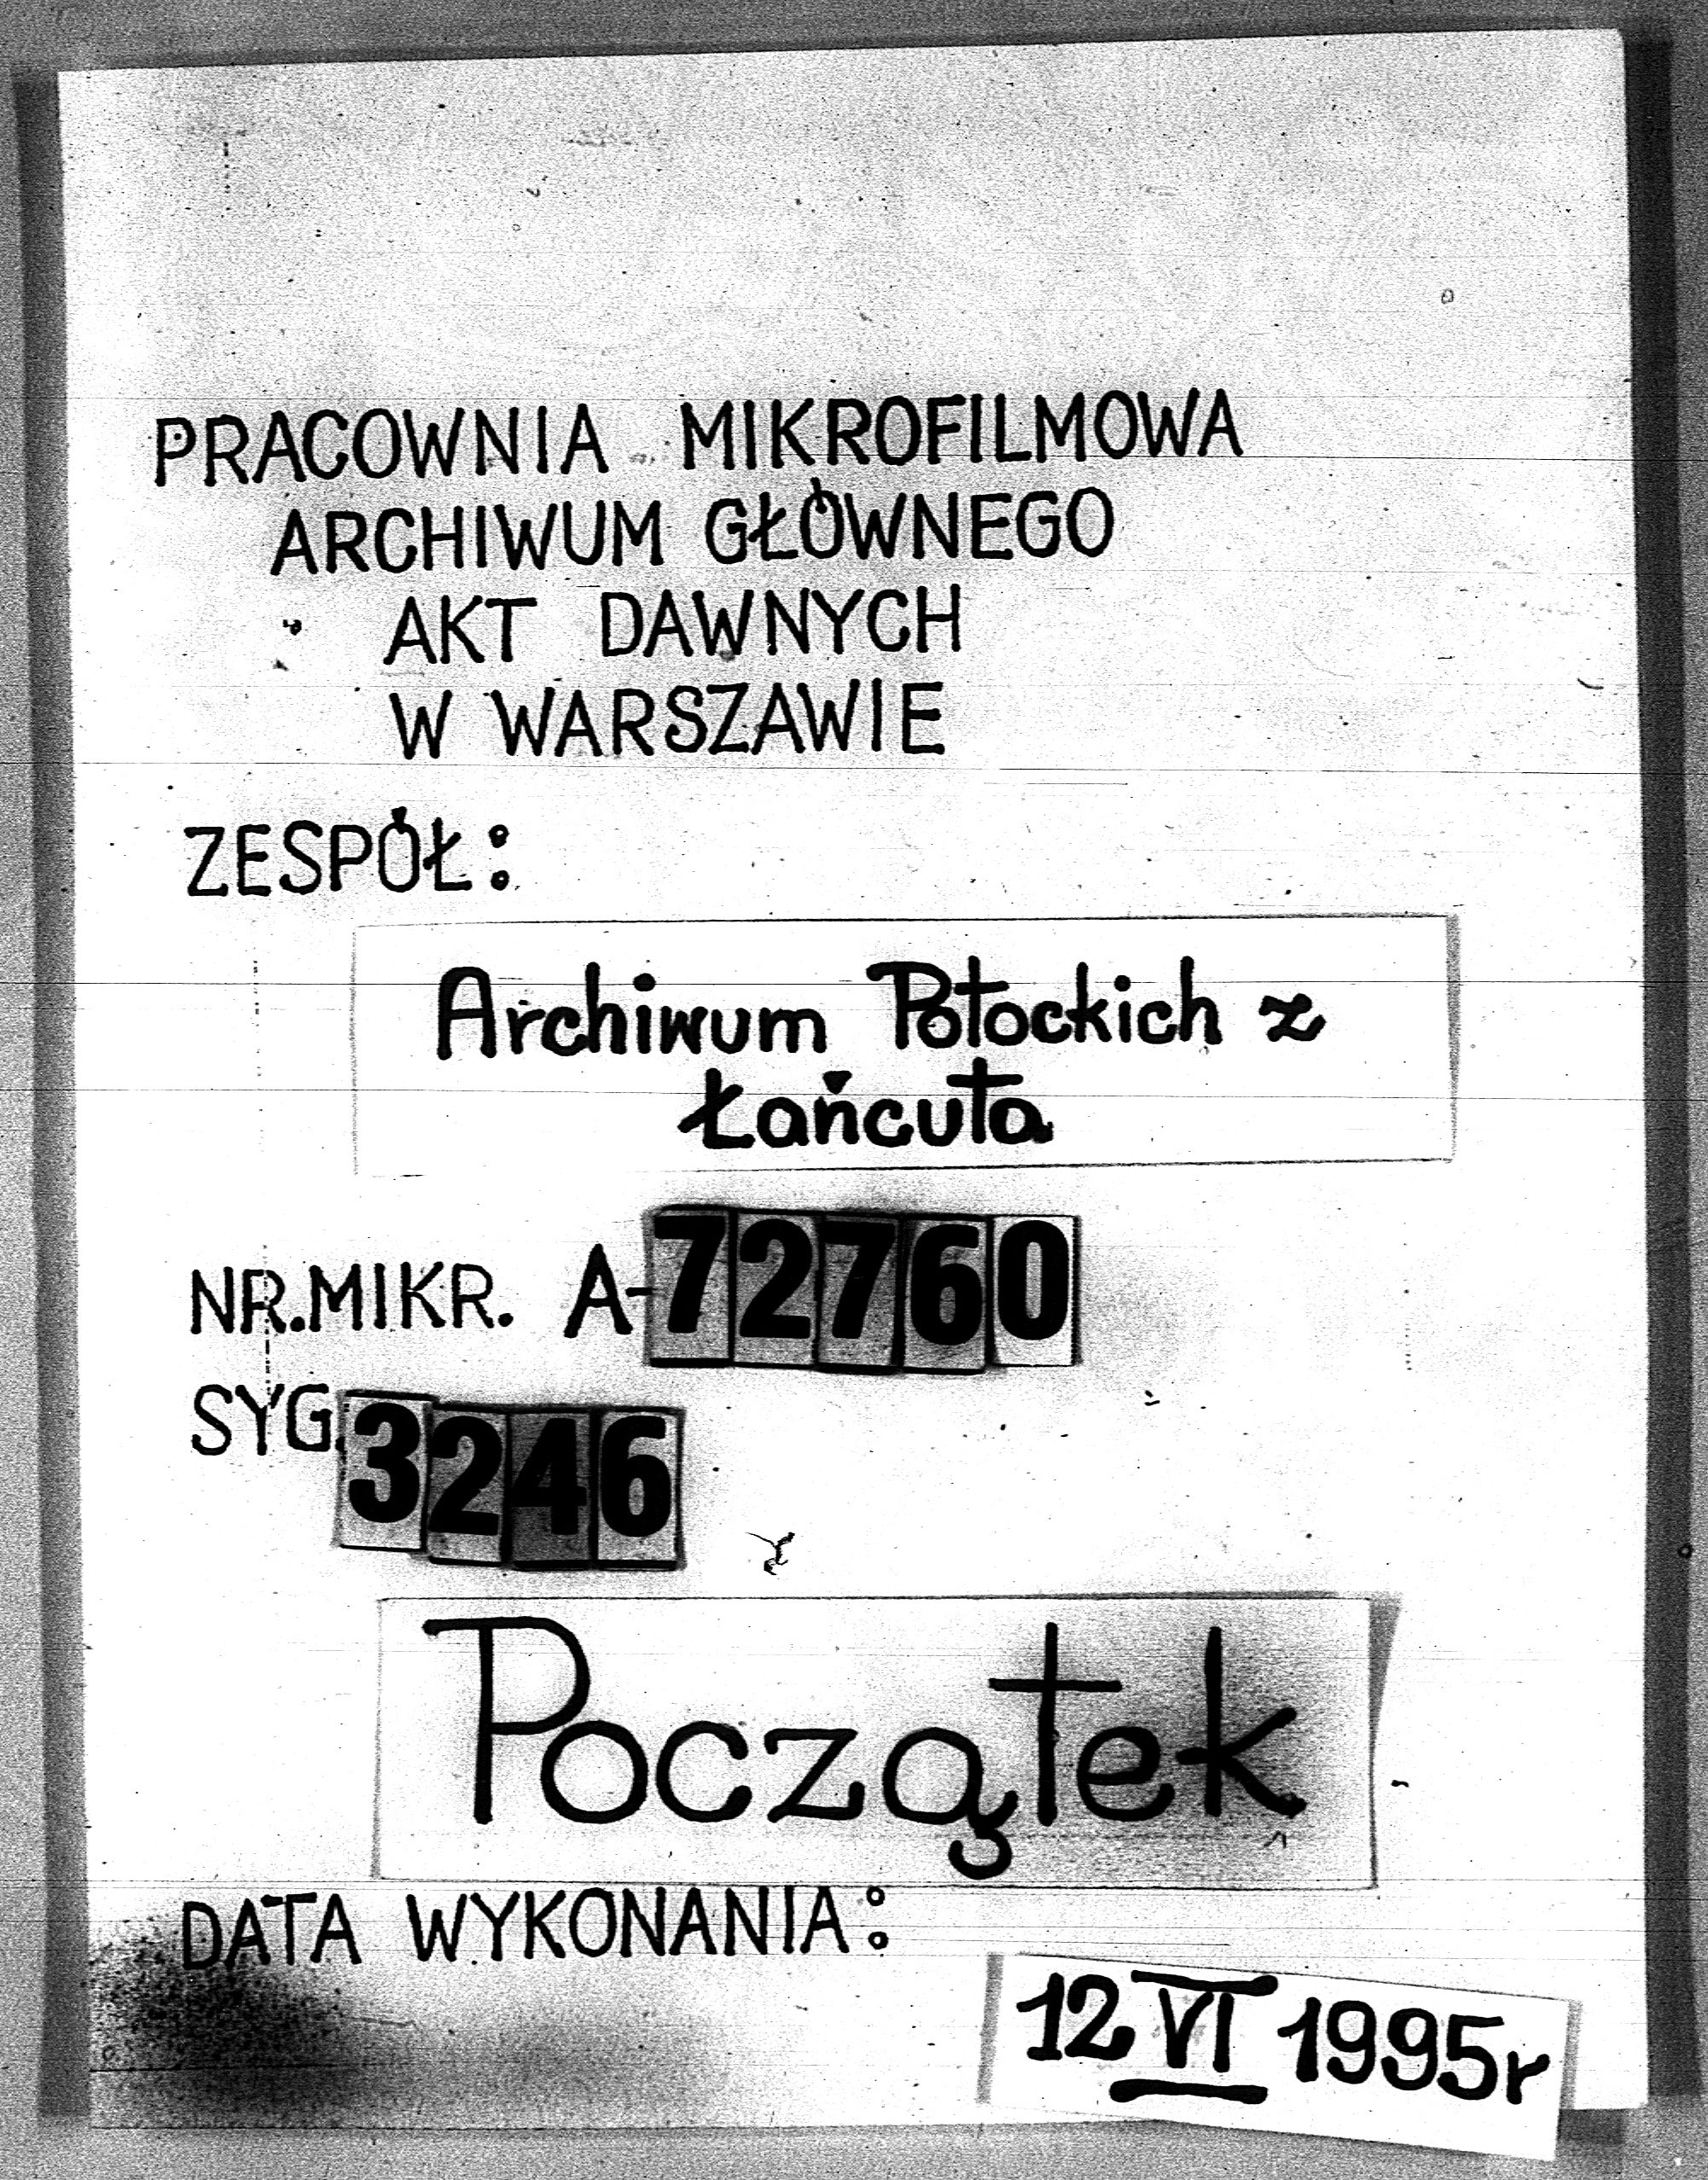 PRACOWNIA MIKROFILMOWA
ARCHIWUM GŁÓWNEGO
AKT DAWNYCH
W WARSZAWIE
ZESPÓŁ:
Archiwum Potockich z
Łańcuta
NR.MIKR. A-72760
SYG. 3246
Początek
DATA WYKONANIA:
12 VI 1995r